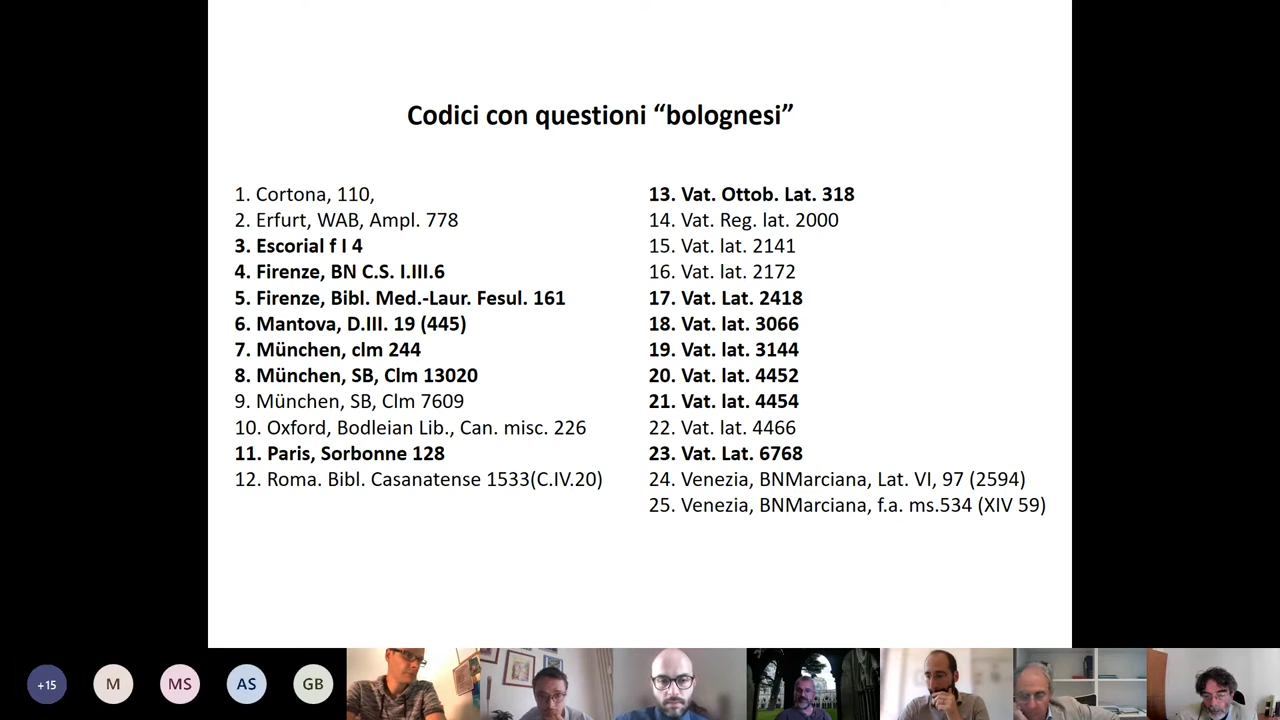 Codici con questioni “bolognesi”
1. Cortona, 110,
2. Erfurt, WAB, Ampl. 778
3. Escorial f I 4
4. Firenze, BN C.S. I.III.6
5. Firenze, Bibl. Med.-Laur. Fesul. 161
6. Mantova, D.III. 19 (445)
7. München, clm 244
8. München, SB, Clm 13020
9. München, SB, Clm 7609
10. Oxford, Bodleian Lib., Can. misc. 226
11. Paris, Sorbonne 128
12. Roma. Bibl. Casanatense 1533(C.IV.20)
13. Vat. Ottob. Lat. 318
14. Vat. Reg. lat. 2000
15. Vat. lat. 2141
16. Vat. lat. 2172
17. Vat. Lat. 2418
18. Vat. lat. 3066
19. Vat. lat. 3144
20. Vat. lat. 4452
21. Vat. lat. 4454
22. Vat. lat. 4466
23. Vat. Lat. 6768
24. Venezia, BNMarciana, Lat. VI, 97 (2594)
25. Venezia, BNMarciana, f.a. ms.534 (XIV 59)
+15 M MS AS GB